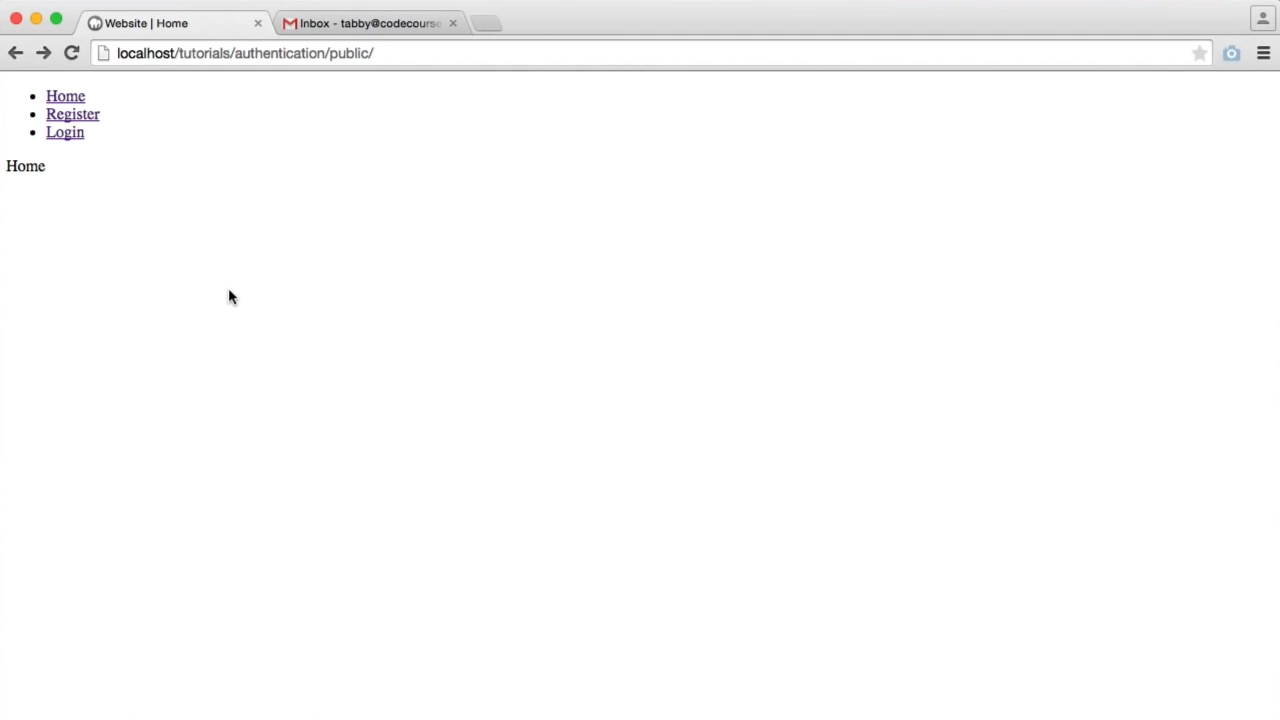 Website | Home
Inbox - tabby@codecourse
localhost/tutorials/authentication/public/
Home
Register
Login
Home